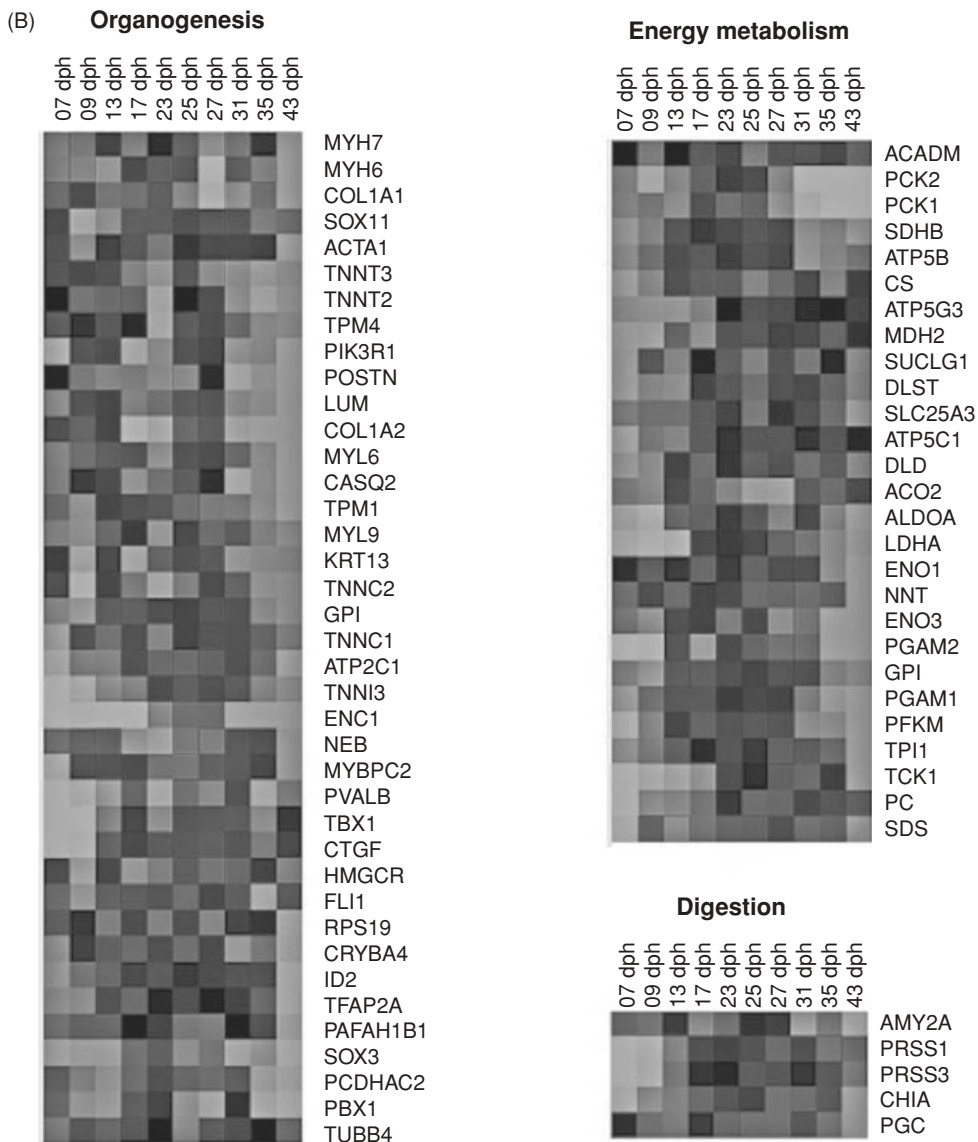 (B)
Organogenesis
07 dph
09 dph
13 dph
17 dph
23 dph
25 dph
27 dph
31 dph
35 dph
43 dph
MYH7
MYH6
COL1A1
SOX11
ACTA1
TNNT3
TNNT2
TPM4
PIK3R1
POSTN
LUM
COL1A2
MYL6
CASQ2
TPM1
MYL9
KRT13
TNNC2
GPI
TNNC1
ATP2C1
TNNI3
ENC1
NEB
MYBPC2
PVALB
TBX1
CTGF
HMGCR
FLI1
RPS19
CRYBA4
ID2
TFAP2A
PAFAH1B1
SOX3
PCDHAC2
PBX1
TUBB4
Energy metabolism
07 dph
09 dph
13 dph
17 dph
23 dph
25 dph
27 dph
31 dph
35 dph
43 dph
ACADM
PCK2
PCK1
SDHB
ATP5B
CS
ATP5G3
MDH2
SUCLG1
DLST
SLC25A3
ATP5C1
DLD
ACO2
ALDOA
LDHA
ENO1
NNT
ENO3
PGAM2
GPI
PGAM1
PFKM
TPI1
TCK1
PC
SDS
Digestion
07 dph
09 dph
13 dph
17 dph
23 dph
25 dph
27 dph
31 dph
35 dph
43 dph
AMY2A
PRSS1
PRSS3
CHIA
PGC